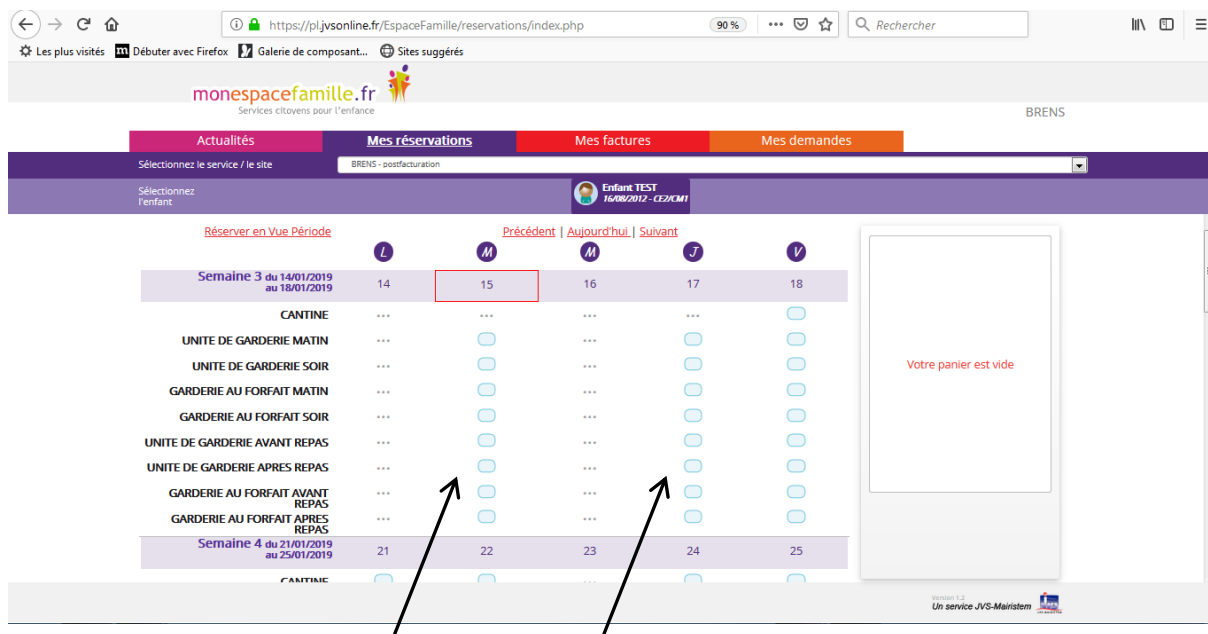 https://pl.jvsonline.fr/EspaceFamille/reservations/index.php 90 % Rechercher
Les plus visités Débuter avec Firefox Galerie de composant... Sites suggérés
monespacefamille.fr
Services citoyens pour l'enfance
BRENS
Actualités Mes réservations Mes factures Mes demandes
Sélectionnez le service / le site BRENS - postfacturation
Sélectionnez l'enfant
Enfant TEST
16/08/2012 - CE2/CM1
Réserver en Vue Période Précédent | Aujourd'hui | Suivant
L M M J V
Semaine 3 du 14/01/2019
au 18/01/2019
14 15 16 17 18
CANTINE ... ... ... ...
UNITE DE GARDERIE MATIN ... ...
UNITE DE GARDERIE SOIR ... ...
GARDERIE AU FORFAIT MATIN ... ...
GARDERIE AU FORFAIT SOIR ... ...
UNITE DE GARDERIE AVANT REPAS ... ...
UNITE DE GARDERIE APRES REPAS ... ...
GARDERIE AU FORFAIT AVANT
REPAS
... ...
GARDERIE AU FORFAIT APRES
REPAS
... ...
Votre panier est vide
Semaine 4 du 21/01/2019
au 25/01/2019
21 22 23 24 25
CANTINE ...
Version 1.2
Un service JVS-Mairistem